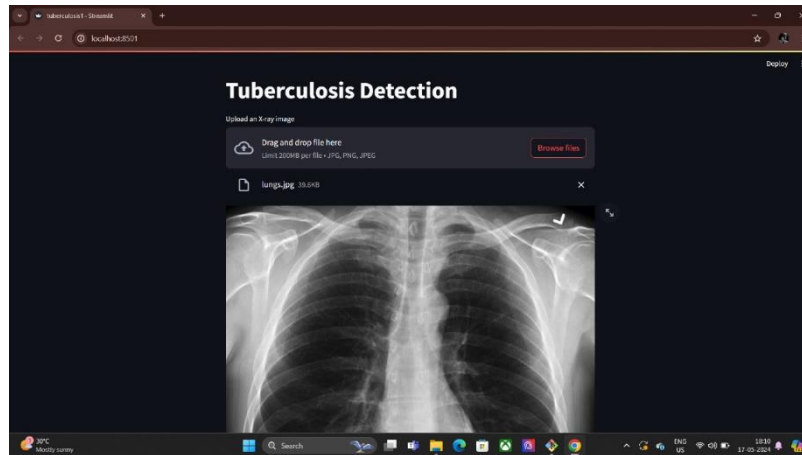 tuberculosis1 · Streamlit
localhost:8501
Deploy
Tuberculosis Detection
Upload an X-ray image
Drag and drop file here
Limit 200MB per file • JPG, PNG, JPEG
Browse files
lungs.jpg 39.6KB
30°C
Mostly sunny
Search
ENG
US
18:10
17-05-2024